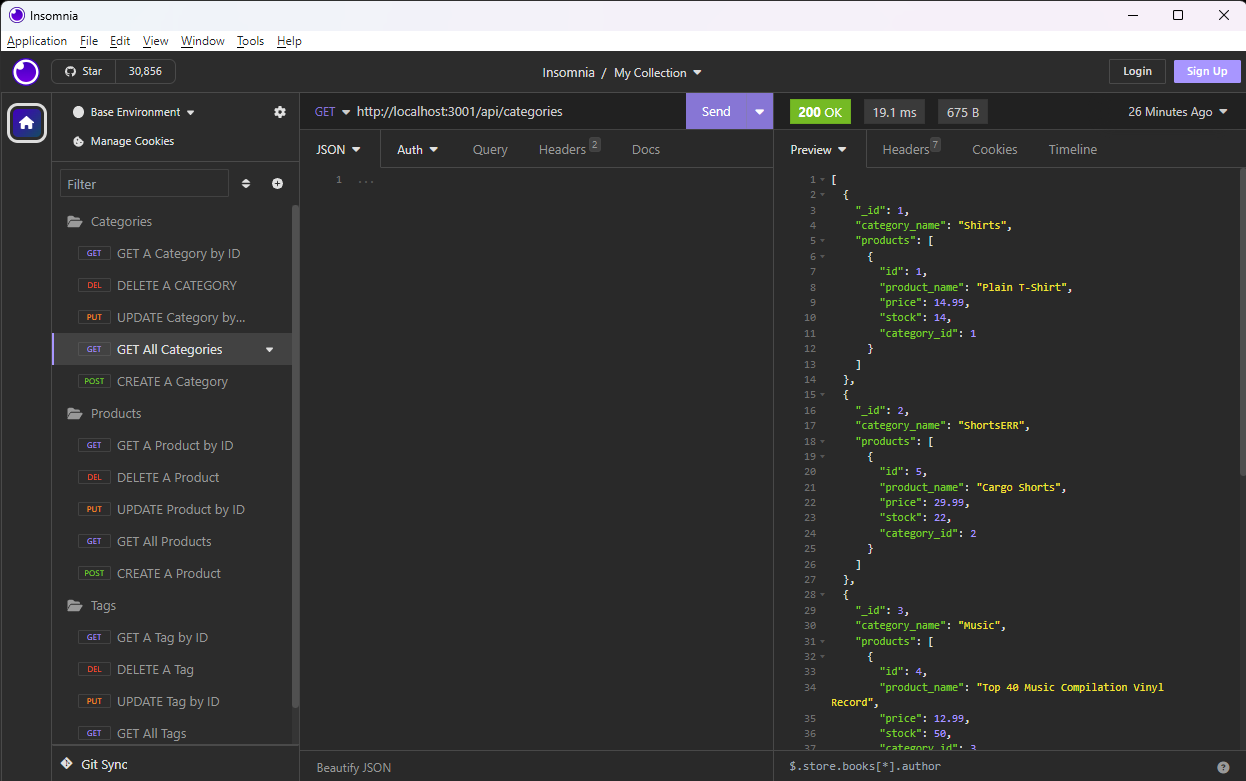 Insomnia
Application File Edit View Window Tools Help
Star 30,856
Insomnia / My Collection
Login Sign Up
Base Environment
Manage Cookies
Filter
Categories
GET GET A Category by ID
DEL DELETE A CATEGORY
PUT UPDATE Category by...
GET GET All Categories
POST CREATE A Category
Products
GET GET A Product by ID
DEL DELETE A Product
PUT UPDATE Product by ID
GET GET All Products
POST CREATE A Product
Tags
GET GET A Tag by ID
DEL DELETE A Tag
PUT UPDATE Tag by ID
GET GET All Tags
Git Sync
GET http://localhost:3001/api/categories Send
JSON Auth Query Headers 2 Docs
1 ...
Beautify JSON
200 OK 19.1 ms 675 B 26 Minutes Ago
Preview Headers 7 Cookies Timeline
1 [
2 {
3 "_id": 1,
4 "category_name": "Shirts",
5 "products": [
6 {
7 "id": 1,
8 "product_name": "Plain T-Shirt",
9 "price": 14.99,
10 "stock": 14,
11 "category_id": 1
12 }
13 ]
14 },
15 {
16 "_id": 2,
17 "category_name": "ShortsERR",
18 "products": [
19 {
20 "id": 5,
21 "product_name": "Cargo Shorts",
22 "price": 29.99,
23 "stock": 22,
24 "category_id": 2
25 }
26 ]
27 },
28 {
29 "_id": 3,
30 "category_name": "Music",
31 "products": [
32 {
33 "id": 4,
34 "product_name": "Top 40 Music Compilation Vinyl
Record",
35 "price": 12.99,
36 "stock": 50,
37 "category_id": 3
$.store.books[*].author